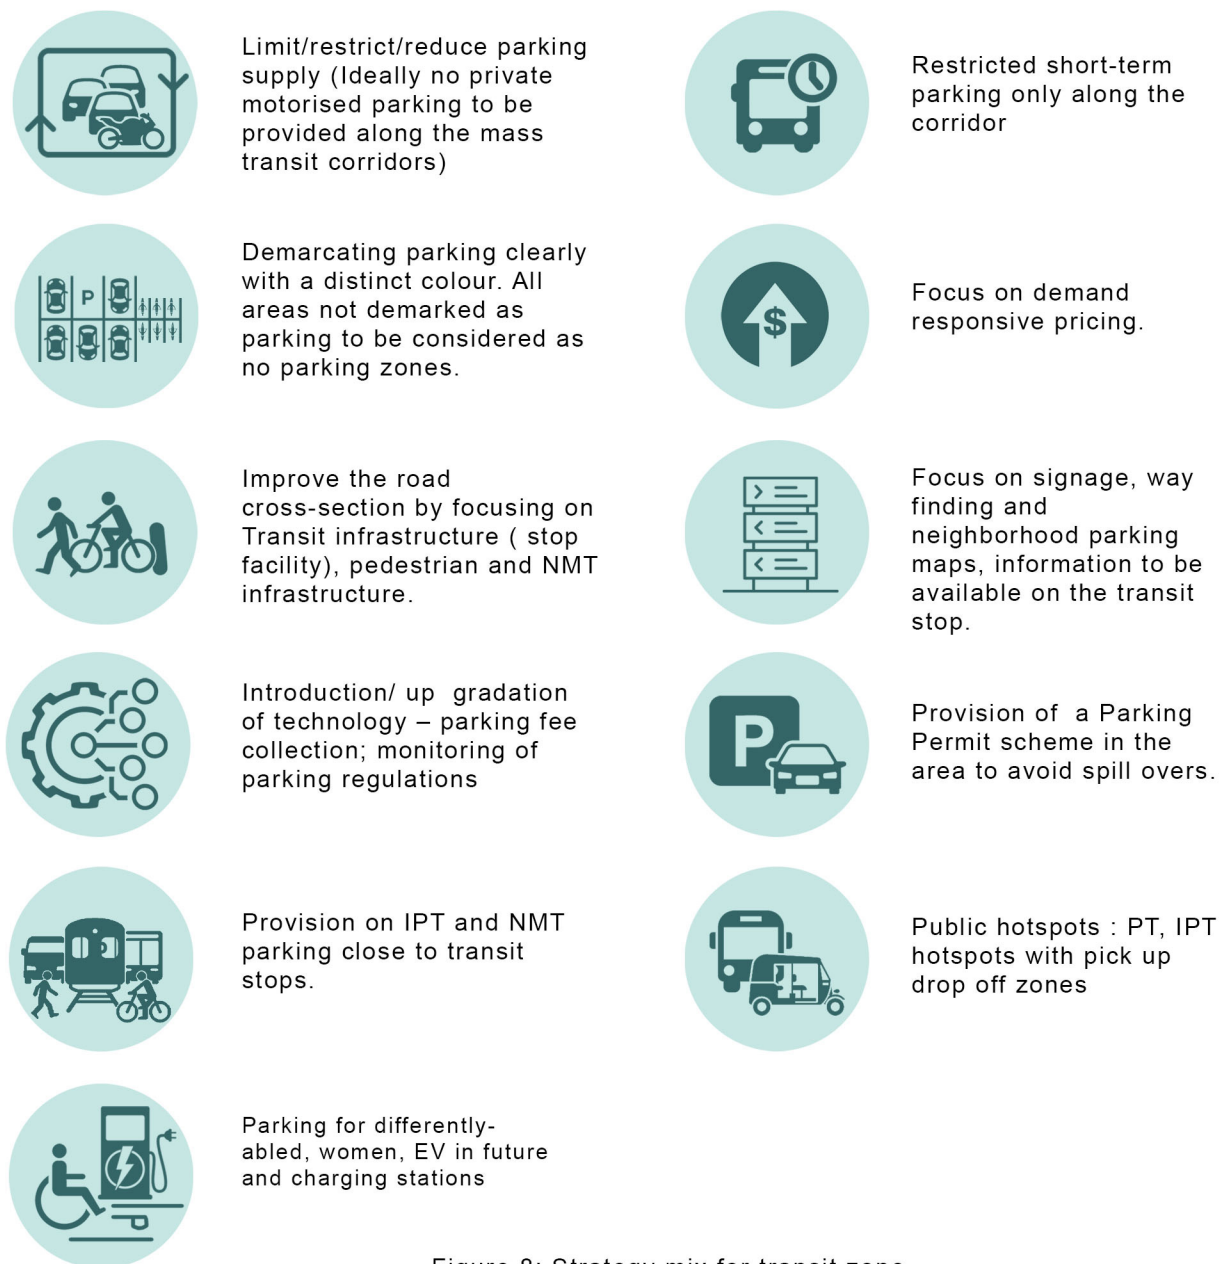 Limit/restrict/reduce parking
supply (Ideally no private
motorised parking to be
provided along the mass
transit corridors)
Restricted short-term
parking only along the
corridor
Demarcating parking clearly
with a distinct colour. All
areas not demarked as
parking to be considered as
no parking zones.
P
Focus on demand
responsive pricing.
$
Improve the road
cross-section by focusing on
Transit infrastructure ( stop
facility), pedestrian and NMT
infrastructure.
Focus on signage, way
finding and
neighborhood parking
maps, information to be
available on the transit
stop.
Introduction/ up gradation
of technology – parking fee
collection; monitoring of
parking regulations
P
Provision of a Parking
Permit scheme in the
area to avoid spill overs.
Provision on IPT and NMT
parking close to transit
stops.
Public hotspots : PT, IPT
hotspots with pick up
drop off zones
Parking for differently-
abled, women, EV in future
and charging stations
Figure 8: Strategy mix for transit zone